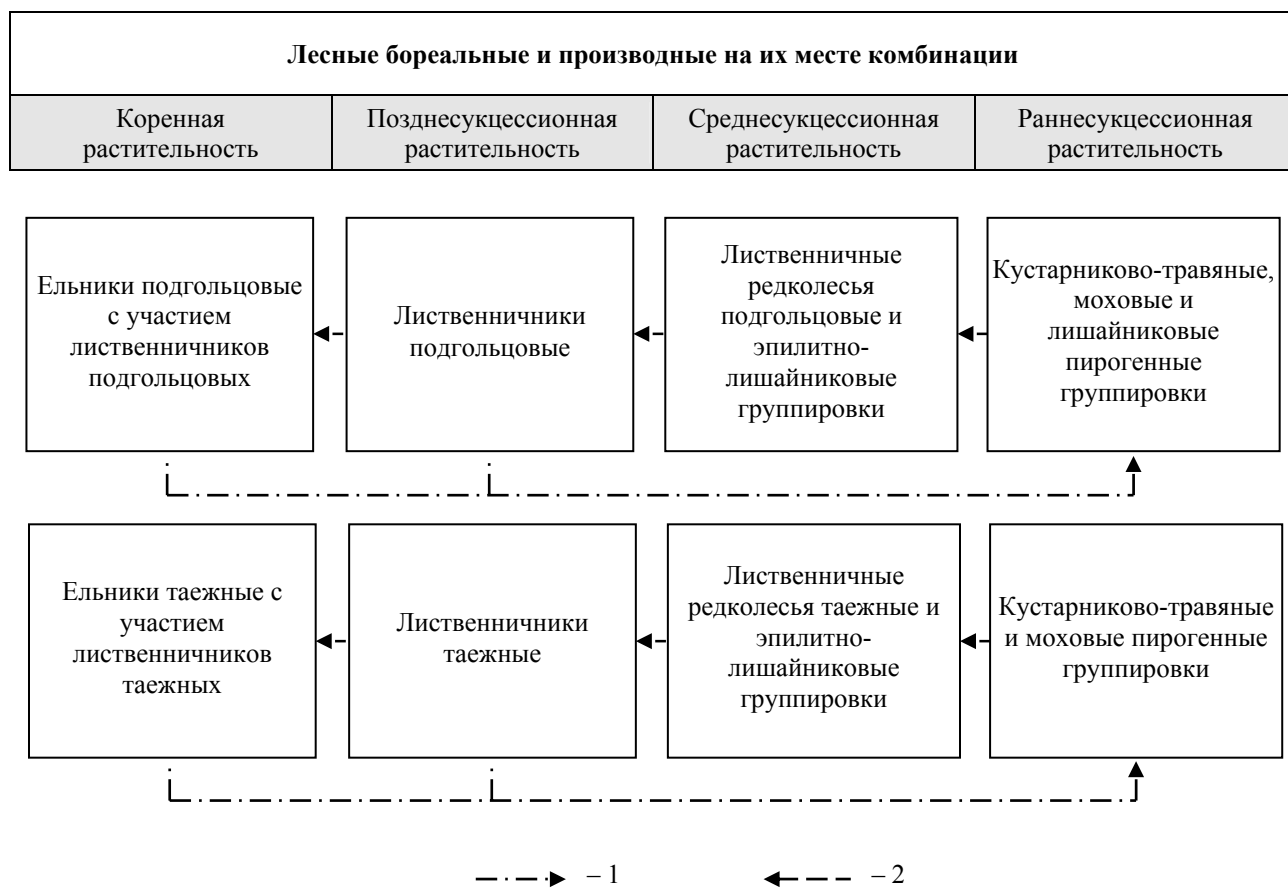 Лесные бореальные и производные на их месте комбинации
Коренная
растительность
Позднесукцессионная
растительность
Среднесукцессионная
растительность
Раннесукцессионная
растительность
Ельники подгольцовые
с участием
лиственничников
подгольцовых
Лиственничники
подгольцовые
Лиственничные
редколесья
подгольцовые и
эпилитно-
лишайниковые
группировки
Кустарниково-травяные,
моховые и
лишайниковые
пирогенные
группировки
Ельники таежные с
участием
лиственничников
таежных
Лиственничники
таежные
Лиственничные
редколесья таежные и
эпилитно-
лишайниковые
группировки
Кустарниково-травяные
и моховые пирогенные
группировки
– 1
– 2